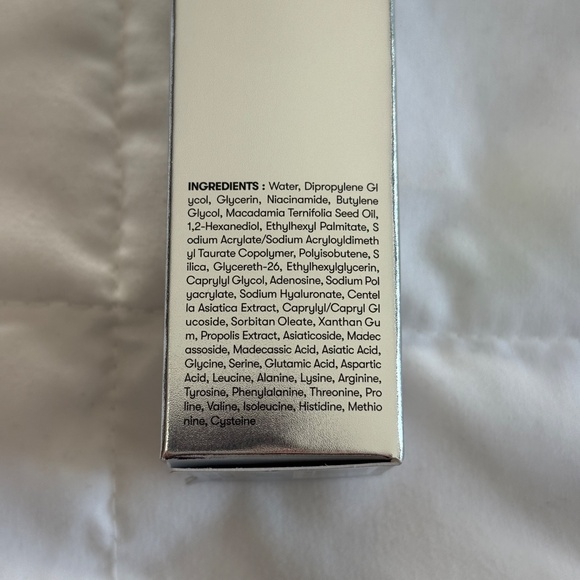 INGREDIENTS : Water, Dipropylene Gl
ycol, Glycerin, Niacinamide, Butylene
Glycol, Macadamia Ternifolia Seed Oil,
1,2-Hexanediol, Ethylhexyl Palmitate, S
odium Acrylate/Sodium Acryloyldimeth
yl Taurate Copolymer, Polyisobutene, S
ilica, Glycereth-26, Ethylhexylglycerin,
Caprylyl Glycol, Adenosine, Sodium Pol
yacrylate, Sodium Hyaluronate, Centel
la Asiatica Extract, Caprylyl/Capryl Gl
ucoside, Sorbitan Oleate, Xanthan Gu
m, Propolis Extract, Asiaticoside, Madec
assoside, Madecassic Acid, Asiatic Acid,
Glycine, Serine, Glutamic Acid, Aspartic
Acid, Leucine, Alanine, Lysine, Arginine,
Tyrosine, Phenylalanine, Threonine, Pro
line, Valine, Isoleucine, Histidine, Methio
nine, Cysteine